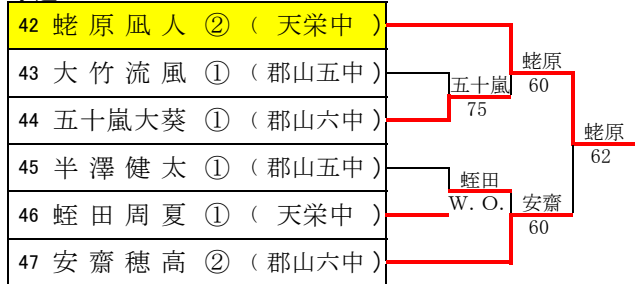 42 蛯原凪人 ② ( 天栄中 )
43 大竹流風 ① (郡山五中)
44 五十嵐大葵 ① (郡山六中)
45 半澤健太 ① (郡山五中)
46 蛭田周夏 ① ( 天栄中 )
47 安齋穂高 ② (郡山六中)
五十嵐
75
蛭田
W. O.
蛯原
60
安齋
60
蛯原
62